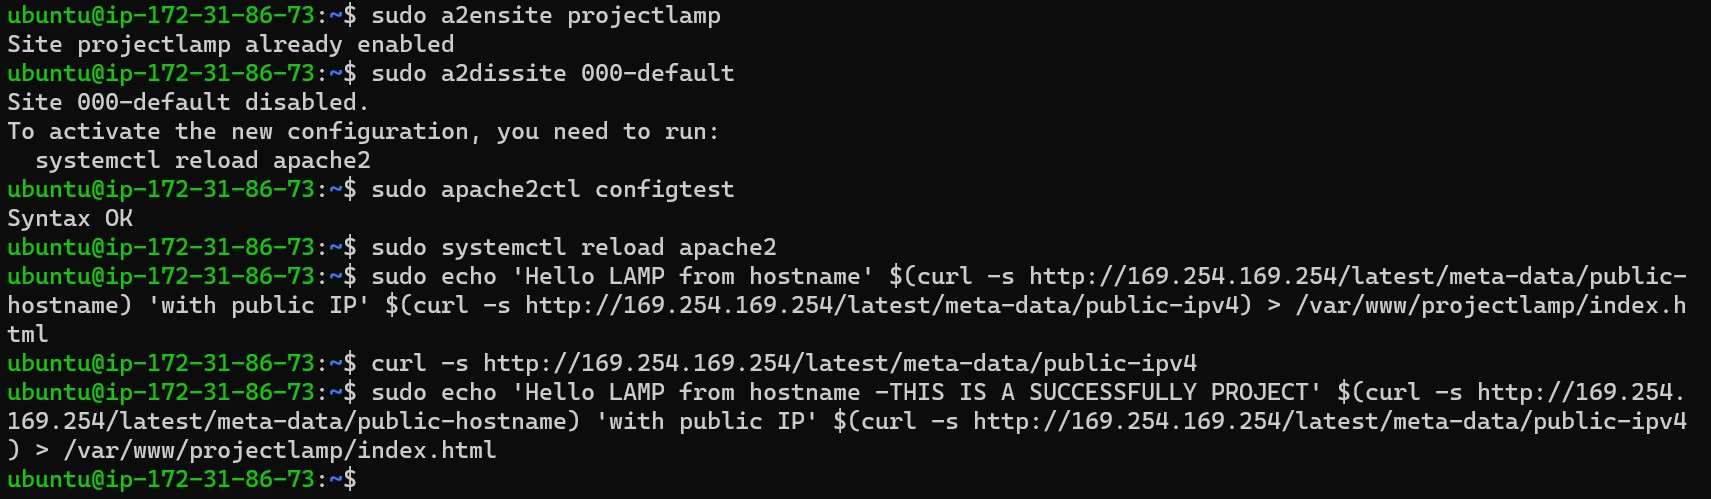 ubuntu@ip-172-31-86-73:~$ sudo a2ensite projectlamp
Site projectlamp already enabled
ubuntu@ip-172-31-86-73:~$ sudo a2dissite 000-default
Site 000-default disabled.
To activate the new configuration, you need to run:
  systemctl reload apache2
ubuntu@ip-172-31-86-73:~$ sudo apache2ctl configtest
Syntax OK
ubuntu@ip-172-31-86-73:~$ sudo systemctl reload apache2
ubuntu@ip-172-31-86-73:~$ sudo echo 'Hello LAMP from hostname' $(curl -s http://169.254.169.254/latest/meta-data/public-
hostname) 'with public IP' $(curl -s http://169.254.169.254/latest/meta-data/public-ipv4) > /var/www/projectlamp/index.h
tml
ubuntu@ip-172-31-86-73:~$ curl -s http://169.254.169.254/latest/meta-data/public-ipv4
ubuntu@ip-172-31-86-73:~$ sudo echo 'Hello LAMP from hostname -THIS IS A SUCCESSFULLY PROJECT' $(curl -s http://169.254.
169.254/latest/meta-data/public-hostname) 'with public IP' $(curl -s http://169.254.169.254/latest/meta-data/public-ipv4
) > /var/www/projectlamp/index.html
ubuntu@ip-172-31-86-73:~$